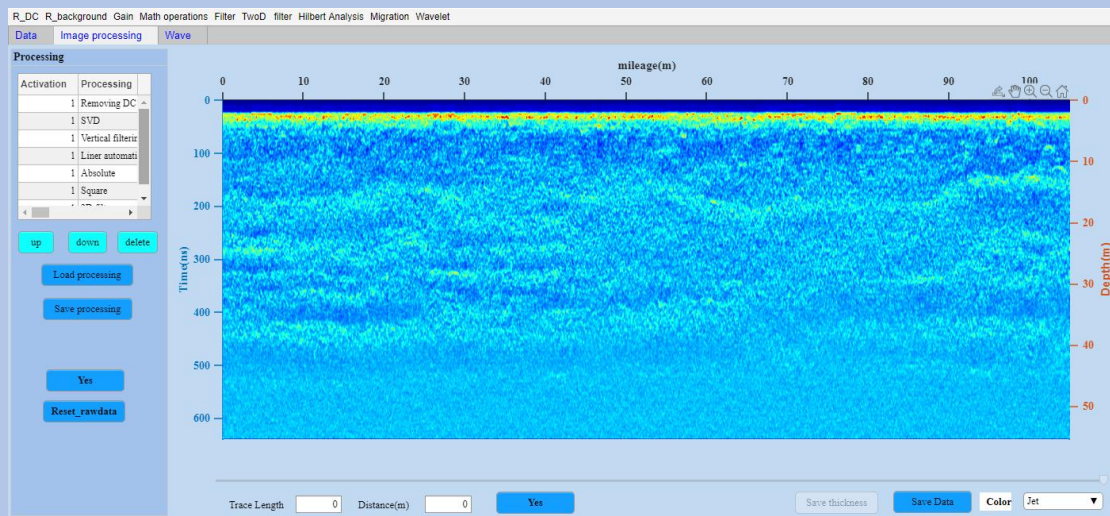 R_DC R_background Gain Math operations Filter TwoD filter Hilbert Analysis Migration Wavelet
Data Image processing Wave
Processing
Activation Processing
1 Removing DC
1 SVD
1 Vertical filterin
1 Liner automati
1 Absolute
1 Square
up down delete
Load processing
Save processing
Yes
Reset_rawdata
mileage(m)
0 10 20 30 40 50 60 70 80 90 100
0
100
200
300
400
500
600
Time(ns)
0
10
20
30
40
50
Depth(m)
Trace Length 0 Distance(m) 0 Yes Save thickness Save Data Color Jet